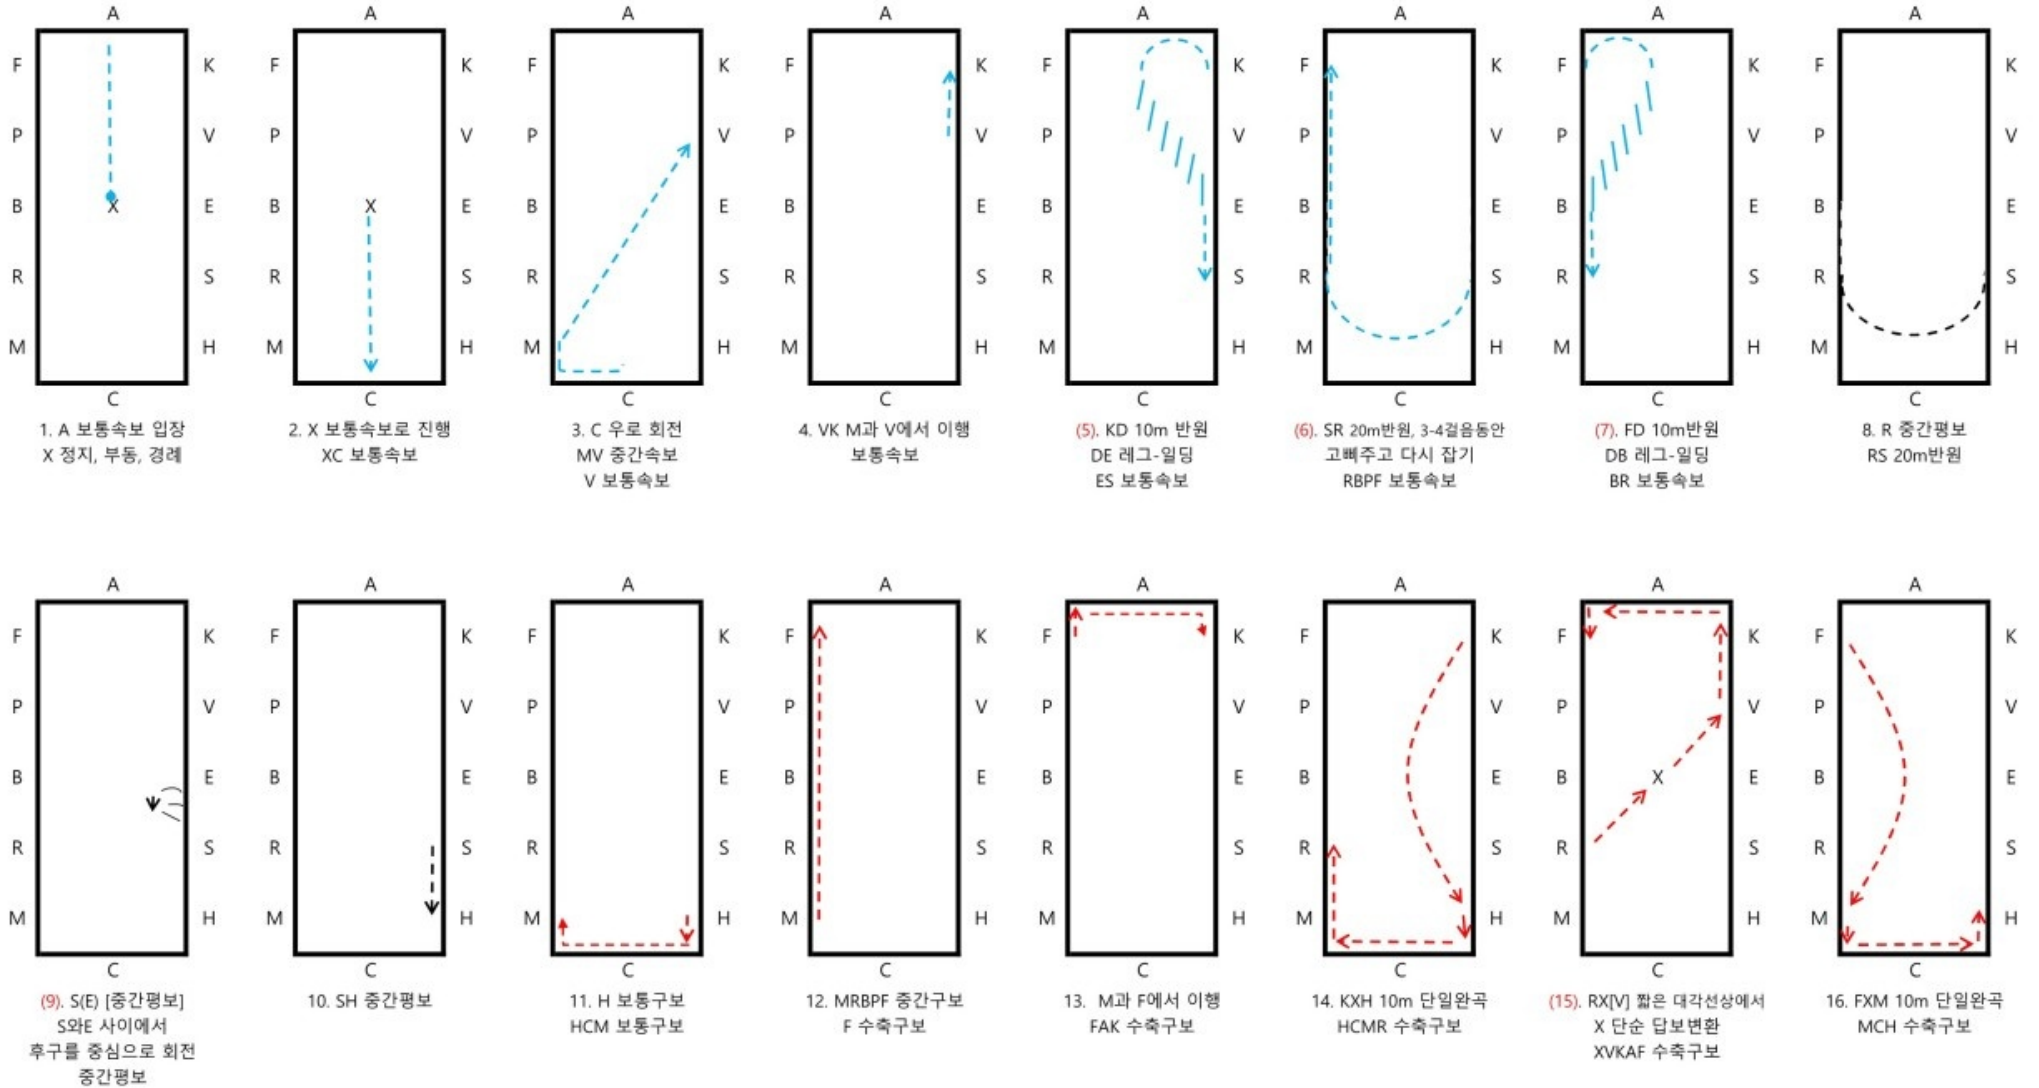 A
F K
P V
B X E
R S
M H
C
1. A 보통속보 입장
X 정지, 부동, 경례
A
F K
P V
B X E
R S
M H
C
2. X 보통속보로 진행
XC 보통속보
A
F K
P V
B E
R S
M H
C
3. C 우로 회전
MV 중간속보
V 보통속보
A
F K
P V
B E
R S
M H
C
4. VK M과 V에서 이행
보통속보
A
F K
P V
B E
R S
M H
C
(5). KD 10m 반원
DE 레그-일딩
ES 보통속보
A
F K
P V
B E
R S
M H
C
(6). SR 20m반원, 3-4걸음동안
고삐주고 다시 잡기
RBPF 보통속보
A
F K
P V
B E
R S
M H
C
(7). FD 10m반원
DB 레그-일딩
BR 보통속보
A
F K
P V
B E
R S
M H
C
8. R 중간평보
RS 20m반원
A
F K
P V
B E
R S
M H
C
(9). S(E) [중간평보]
S와E 사이에서
후구를 중심으로 회전
중간평보
A
F K
P V
B E
R S
M H
C
10. SH 중간평보
A
F K
P V
B E
R S
M H
C
11. H 보통구보
HCM 보통구보
A
F K
P V
B E
R S
M H
C
12. MRBPF 중간구보
F 수축구보
A
F K
P V
B E
R S
M H
C
13. M과 F에서 이행
FAK 수축구보
A
F K
P V
B E
R S
M H
C
14. KXH 10m 단일완곡
HCMR 수축구보
A
F K
P V
B X E
R S
M H
C
(15). RX[V] 짧은 대각선상에서
X 단순 답보변환
XVKAF 수축구보
A
F K
P V
B E
R S
M H
C
16. FXM 10m 단일완곡
MCH 수축구보